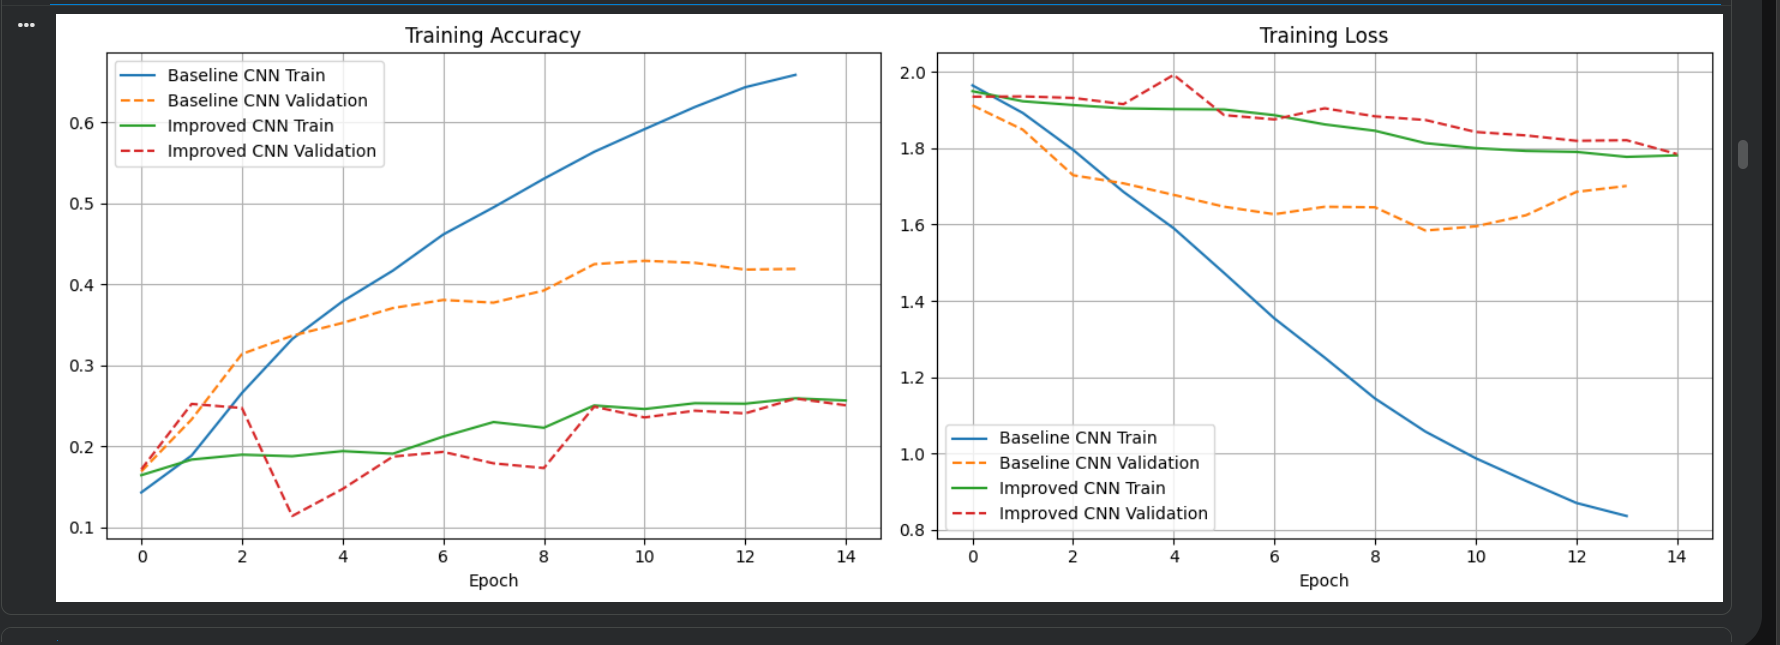 Training Accuracy
Baseline CNN Train
Baseline CNN Validation
Improved CNN Train
Improved CNN Validation
0.6
0.5
0.4
0.3
0.2
0.1
0 2 4 6 8 10 12 14
Epoch
Training Loss
2.0
1.8
1.6
1.4
1.2
1.0
0.8
Baseline CNN Train
Baseline CNN Validation
Improved CNN Train
Improved CNN Validation
0 2 4 6 8 10 12 14
Epoch